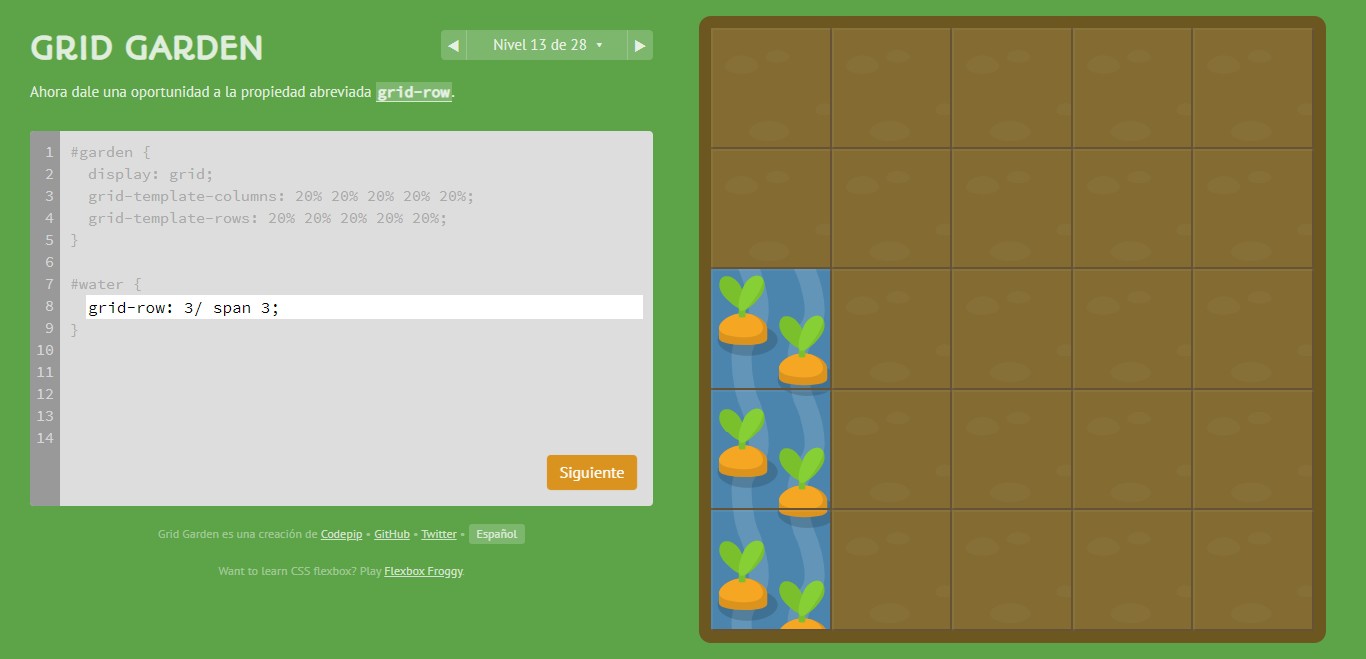 GRID GARDEN
◀ Nivel 13 de 28 ▾ ▶
Ahora dale una oportunidad a la propiedad abreviada grid-row.
1 #garden {
2 display: grid;
3 grid-template-columns: 20% 20% 20% 20% 20%;
4 grid-template-rows: 20% 20% 20% 20% 20%;
5 }
6
7 #water {
8 grid-row: 3/ span 3;
9 }
10
11
12
13
14
Siguiente
Grid Garden es una creación de Codepip • GitHub • Twitter • Español
Want to learn CSS flexbox? Play Flexbox Froggy.